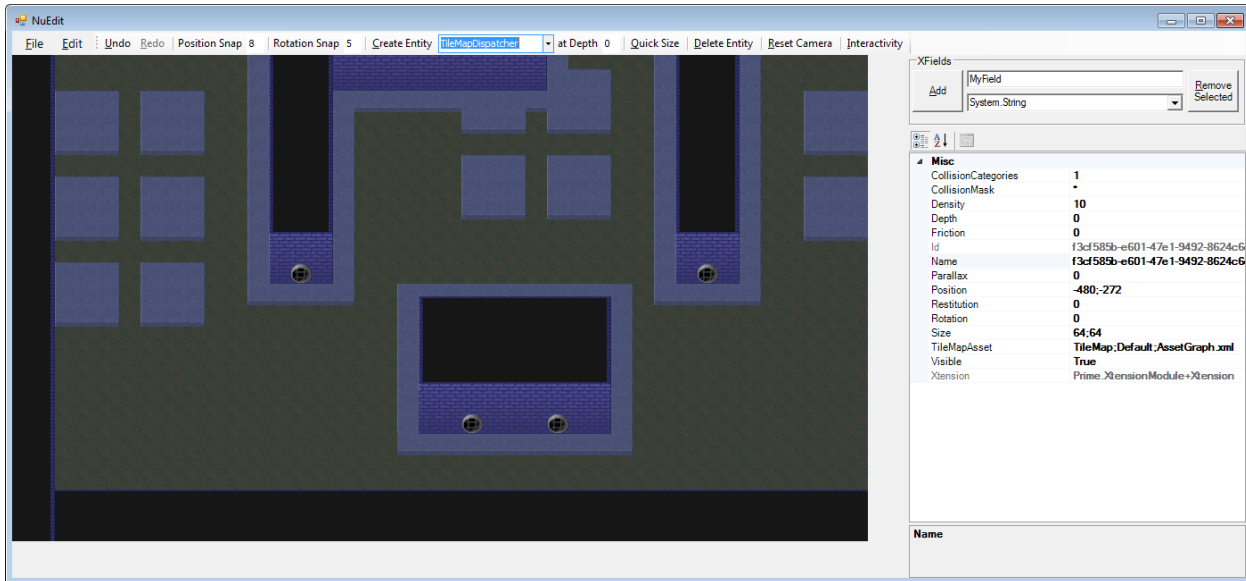 NuEdit
File Edit Undo Redo Position Snap 8 Rotation Snap 5 Create Entity TileMapDispatcher at Depth 0 Quick Size Delete Entity Reset Camera Interactivity
XFields
Add
MyField
System.String
Remove Selected
Misc
CollisionCategories 1
CollisionMask *
Density 10
Depth 0
Friction 0
Id f3cf585b-e601-47e1-9492-8624c6
Name f3cf585b-e601-47e1-9492-8624c6
Parallax 0
Position -480;-272
Restitution 0
Rotation 0
Size 64;64
TileMapAsset TileMap;Default;AssetGraph.xml
Visible True
Xtension Prime.XtensionModule+Xtension
Name